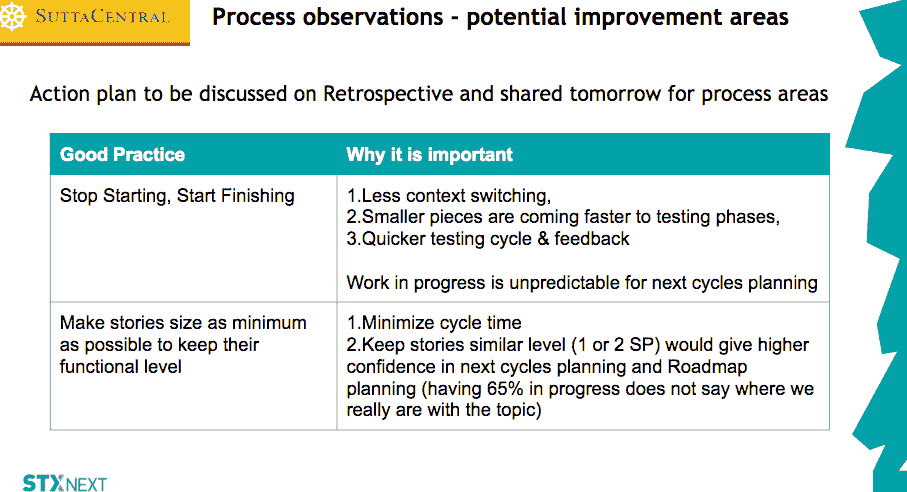 SUTTACENTRAL
Process observations - potential improvement areas
Action plan to be discussed on Retrospective and shared tomorrow for process areas
Good Practice
Why it is important
Stop Starting, Start Finishing
1.Less context switching,
2.Smaller pieces are coming faster to testing phases,
3.Quicker testing cycle & feedback
Work in progress is unpredictable for next cycles planning
Make stories size as minimum
as possible to keep their
functional level
1.Minimize cycle time
2.Keep stories similar level (1 or 2 SP) would give higher
confidence in next cycles planning and Roadmap
planning (having 65% in progress does not say where we
really are with the topic)
STX NEXT